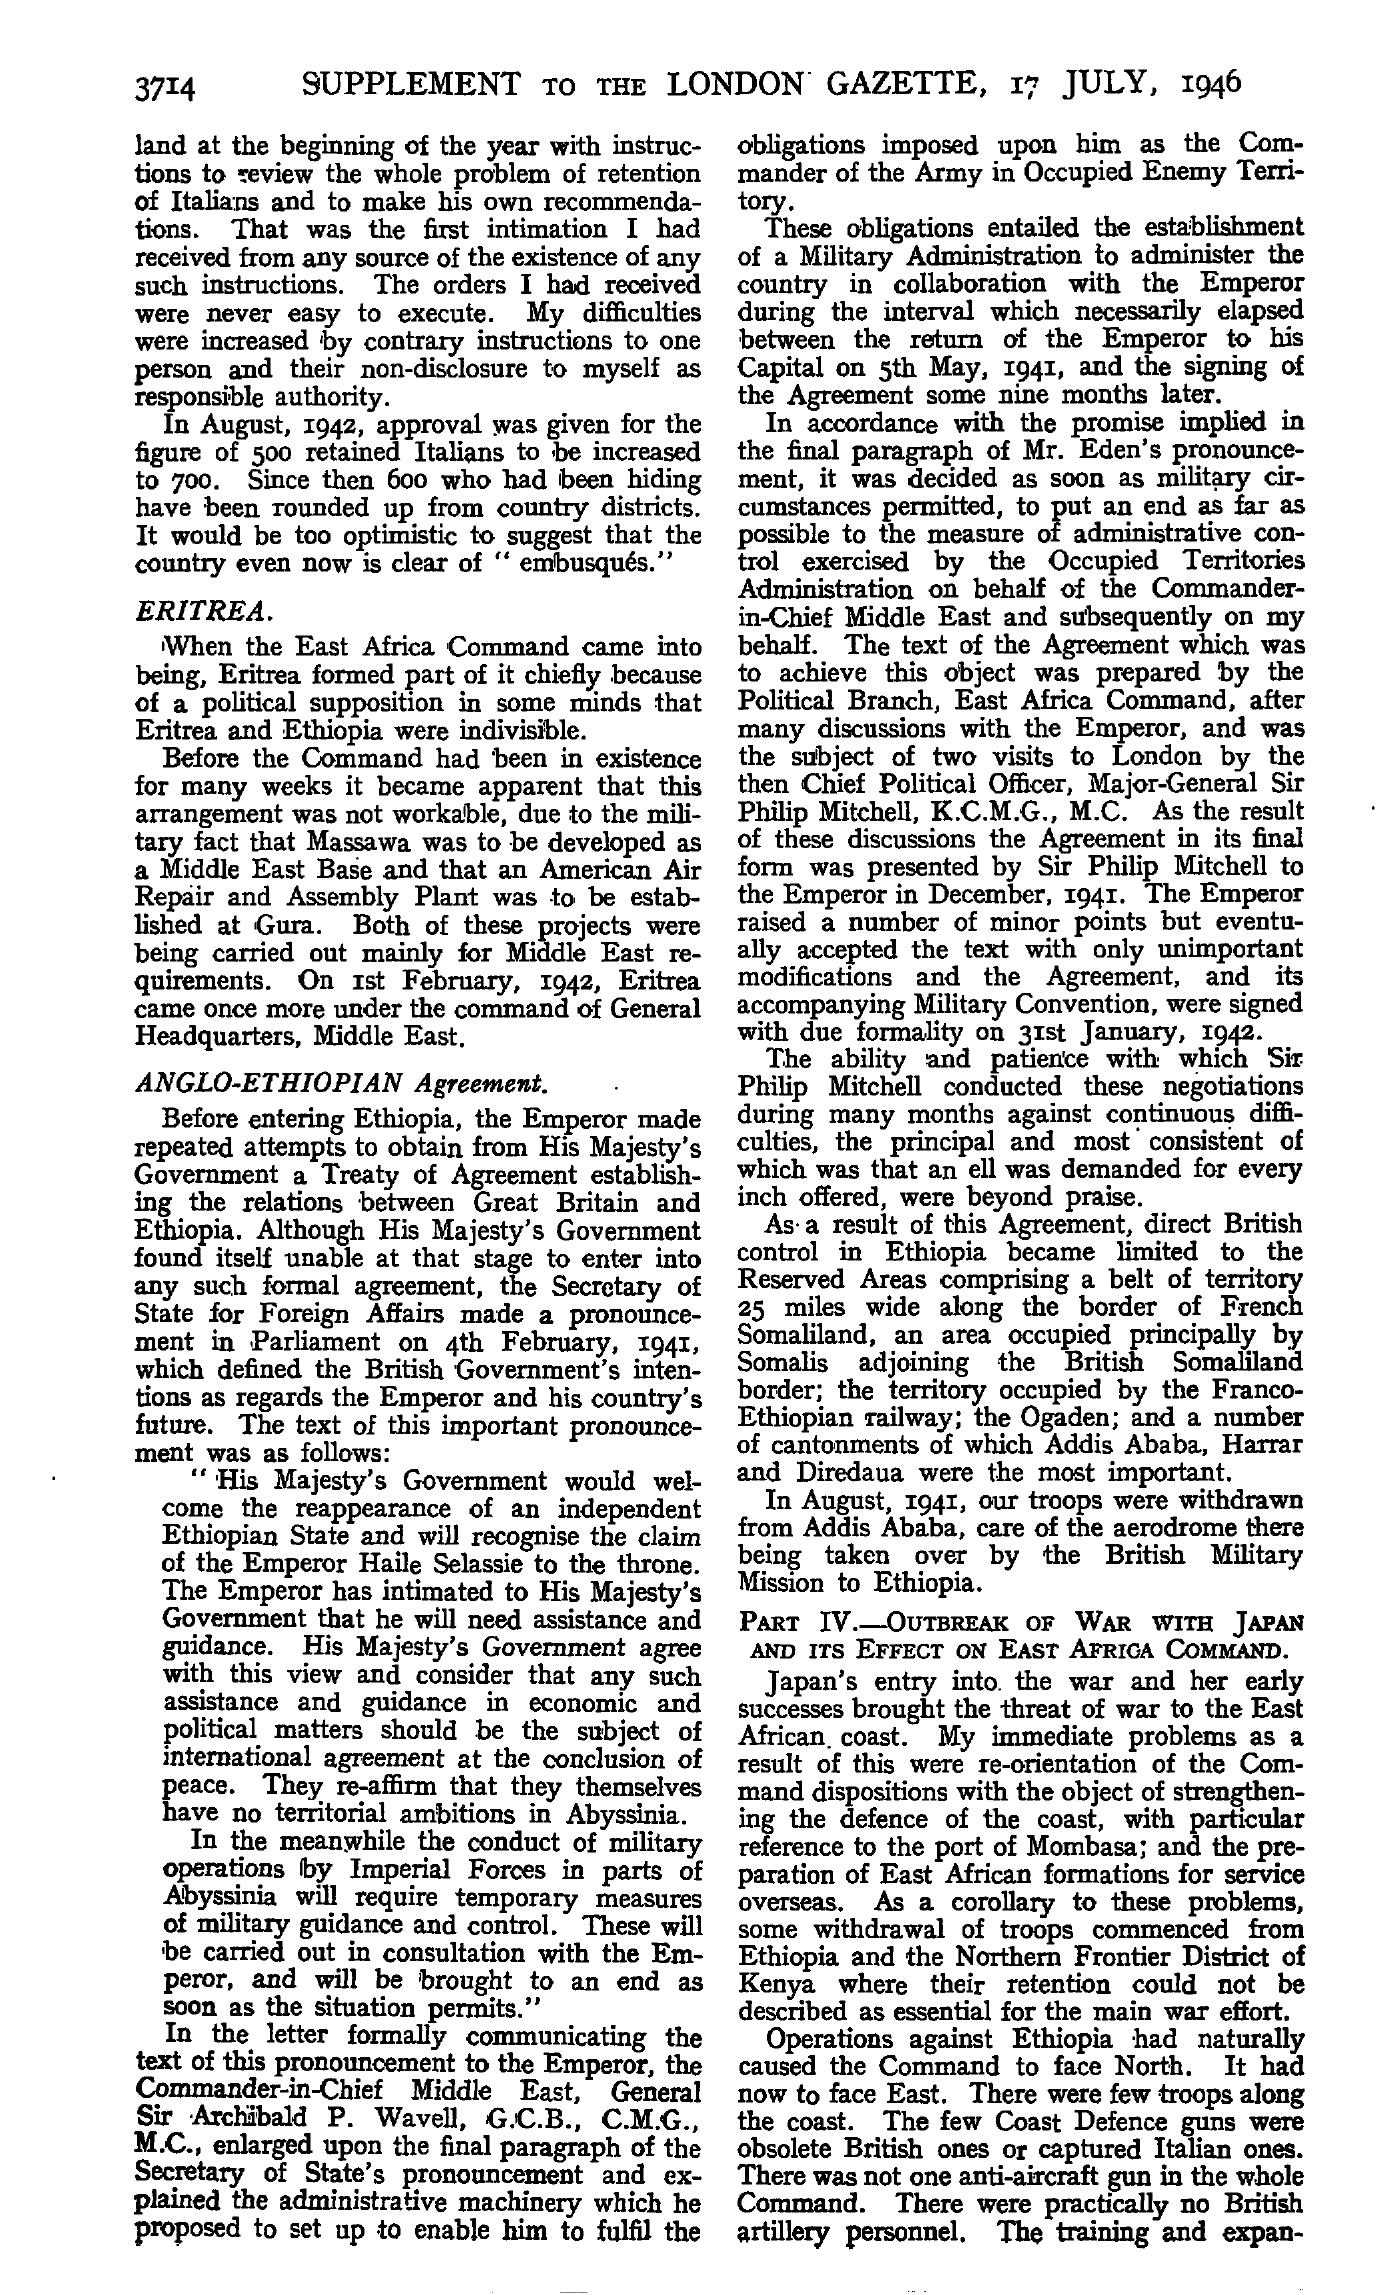 3714 SUPPLEMENT TO THE LONDON GAZETTE, 17 JULY, 1946
land at the beginning of the year with instruc-
tions to review the whole problem of retention
of Italians and to make his own recommenda-
tions. That was the first intimation I had
received from any source of the existence of any
such instructions. The orders I had received
were never easy to execute. My difficulties
were increased by contrary instructions to one
person and their non-disclosure to myself as
responsible authority.
In August, 1942, approval was given for the
figure of 500 retained Italians to be increased
to 700. Since then 600 who had been hiding
have been rounded up from country districts.
It would be too optimistic to suggest that the
country even now is clear of " embusqués."
ERITREA.
When the East Africa Command came into
being, Eritrea formed part of it chiefly because
of a political supposition in some minds that
Eritrea and Ethiopia were indivisible.
Before the Command had been in existence
for many weeks it became apparent that this
arrangement was not workable, due to the mili-
tary fact that Massawa was to be developed as
a Middle East Base and that an American Air
Repair and Assembly Plant was to be estab-
lished at Gura. Both of these projects were
being carried out mainly for Middle East re-
quirements. On 1st February, 1942, Eritrea
came once more under the command of General
Headquarters, Middle East.
ANGLO-ETHIOPIAN Agreement.
Before entering Ethiopia, the Emperor made
repeated attempts to obtain from His Majesty's
Government a Treaty of Agreement establish-
ing the relations between Great Britain and
Ethiopia. Although His Majesty's Government
found itself unable at that stage to enter into
any such formal agreement, the Secretary of
State for Foreign Affairs made a pronounce-
ment in Parliament on 4th February, 1941,
which defined the British Government's inten-
tions as regards the Emperor and his country's
future. The text of this important pronounce-
ment was as follows:
" His Majesty's Government would wel-
come the reappearance of an independent
Ethiopian State and will recognise the claim
of the Emperor Haile Selassie to the throne.
The Emperor has intimated to His Majesty's
Government that he will need assistance and
guidance. His Majesty's Government agree
with this view and consider that any such
assistance and guidance in economic and
political matters should be the subject of
international agreement at the conclusion of
peace. They re-affirm that they themselves
have no territorial ambitions in Abyssinia.
In the meanwhile the conduct of military
operations by Imperial Forces in parts of
Abyssinia will require temporary measures
of military guidance and control. These will
be carried out in consultation with the Em-
peror, and will be brought to an end as
soon as the situation permits."
In the letter formally communicating the
text of this pronouncement to the Emperor, the
Commander-in-Chief Middle East, General
Sir Archibald P. Wavell, G.C.B., C.M.G.,
M.C., enlarged upon the final paragraph of the
Secretary of State's pronouncement and ex-
plained the administrative machinery which he
proposed to set up to enable him to fulfil the
obligations imposed upon him as the Com-
mander of the Army in Occupied Enemy Terri-
tory.
These obligations entailed the establishment
of a Military Administration to administer the
country in collaboration with the Emperor
during the interval which necessarily elapsed
between the return of the Emperor to his
Capital on 5th May, 1941, and the signing of
the Agreement some nine months later.
In accordance with the promise implied in
the final paragraph of Mr. Eden's pronounce-
ment, it was decided as soon as military cir-
cumstances permitted, to put an end as far as
possible to the measure of administrative con-
trol exercised by the Occupied Territories
Administration on behalf of the Commander-
in-Chief Middle East and subsequently on my
behalf. The text of the Agreement which was
to achieve this object was prepared by the
Political Branch, East Africa Command, after
many discussions with the Emperor, and was
the subject of two visits to London by the
then Chief Political Officer, Major-General Sir
Philip Mitchell, K.C.M.G., M.C. As the result
of these discussions the Agreement in its final
form was presented by Sir Philip Mitchell to
the Emperor in December, 1941. The Emperor
raised a number of minor points but eventu-
ally accepted the text with only unimportant
modifications and the Agreement, and its
accompanying Military Convention, were signed
with due formality on 31st January, 1942.
The ability and patience with which Sir
Philip Mitchell conducted these negotiations
during many months against continuous diffi-
culties, the principal and most consistent of
which was that an ell was demanded for every
inch offered, were beyond praise.
As a result of this Agreement, direct British
control in Ethiopia became limited to the
Reserved Areas comprising a belt of territory
25 miles wide along the border of French
Somaliland, an area occupied principally by
Somalis adjoining the British Somaliland
border; the territory occupied by the Franco-
Ethiopian railway; the Ogaden; and a number
of cantonments of which Addis Ababa, Harrar
and Diredaua were the most important.
In August, 1941, our troops were withdrawn
from Addis Ababa, care of the aerodrome there
being taken over by the British Military
Mission to Ethiopia.
PART IV.—OUTBREAK OF WAR WITH JAPAN
AND ITS EFFECT ON EAST AFRICA COMMAND.
Japan's entry into the war and her early
successes brought the threat of war to the East
African coast. My immediate problems as a
result of this were re-orientation of the Com-
mand dispositions with the object of strengthen-
ing the defence of the coast, with particular
reference to the port of Mombasa; and the pre-
paration of East African formations for service
overseas. As a corollary to these problems,
some withdrawal of troops commenced from
Ethiopia and the Northern Frontier District of
Kenya where their retention could not be
described as essential for the main war effort.
Operations against Ethiopia had naturally
caused the Command to face North. It had
now to face East. There were few troops along
the coast. The few Coast Defence guns were
obsolete British ones or captured Italian ones.
There was not one anti-aircraft gun in the whole
Command. There were practically no British
artillery personnel. The training and expan-